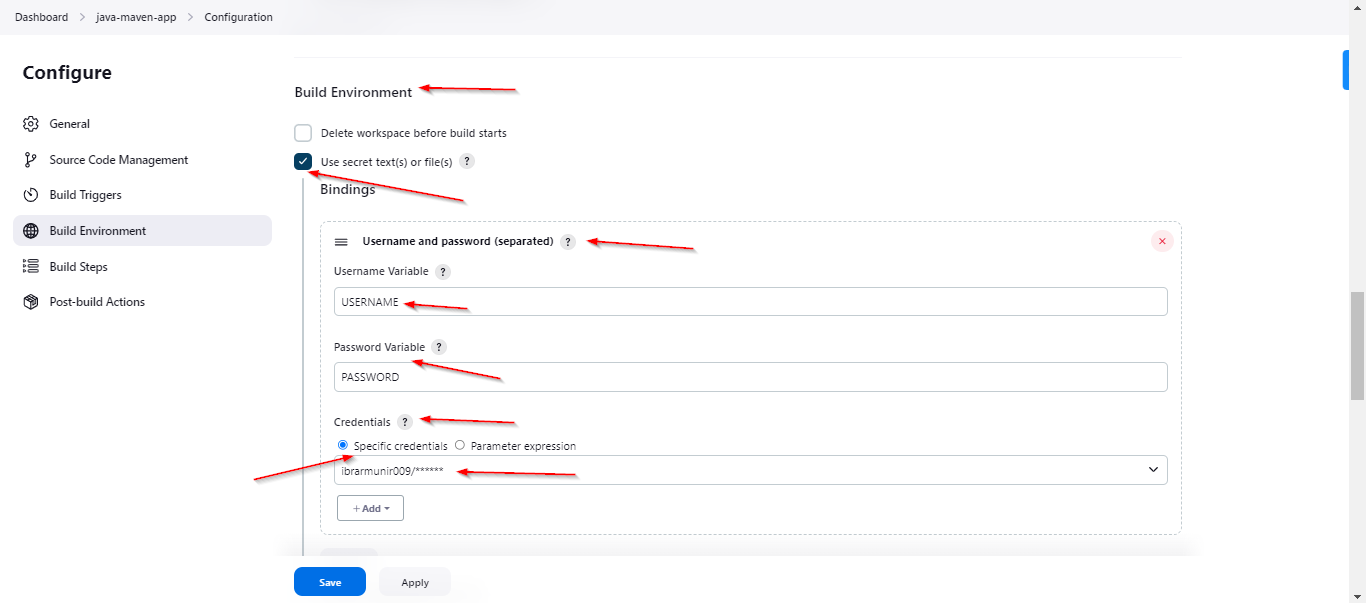 Dashboard > java-maven-app > Configuration
Configure
General
Source Code Management
Build Triggers
Build Environment
Build Steps
Post-build Actions
Build Environment
Delete workspace before build starts
Use secret text(s) or file(s) ?
Bindings
Username and password (separated) ?
Username Variable ?
USERNAME
Password Variable ?
PASSWORD
Credentials ?
Specific credentials Parameter expression
ibrarmunir009/******
+ Add
Save Apply